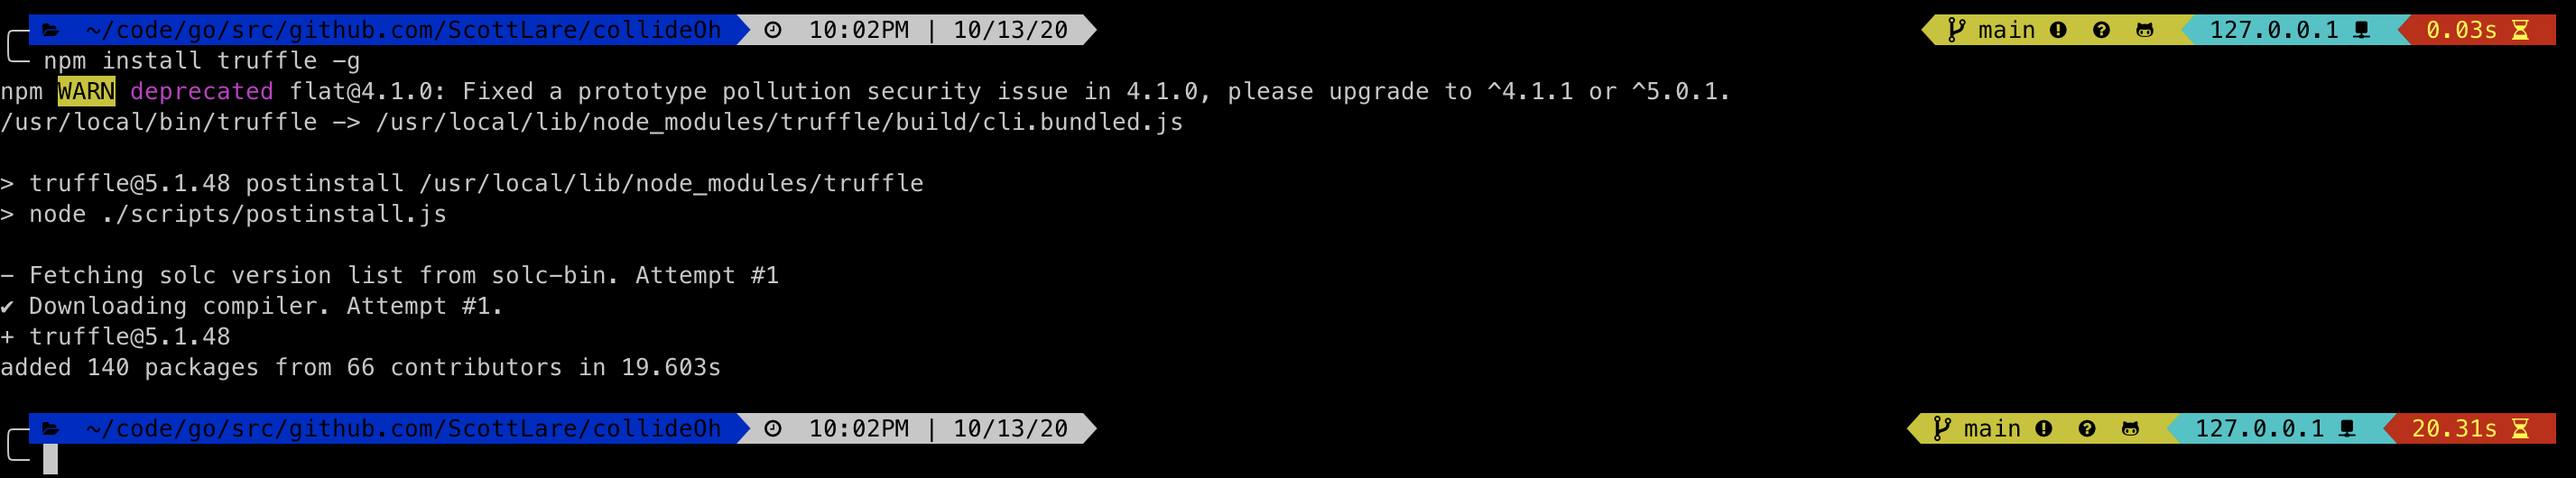 ~/code/go/src/github.com/ScottLare/collideOh 10:02PM | 10/13/20 main 127.0.0.1 0.03s
npm install truffle -g
npm WARN deprecated flat@4.1.0: Fixed a prototype pollution security issue in 4.1.0, please upgrade to ^4.1.1 or ^5.0.1.
/usr/local/bin/truffle -> /usr/local/lib/node_modules/truffle/build/cli.bundled.js
> truffle@5.1.48 postinstall /usr/local/lib/node_modules/truffle
> node ./scripts/postinstall.js
- Fetching solc version list from solc-bin. Attempt #1
✔ Downloading compiler. Attempt #1.
+ truffle@5.1.48
added 140 packages from 66 contributors in 19.603s
~/code/go/src/github.com/ScottLare/collideOh 10:02PM | 10/13/20 main 127.0.0.1 20.31s